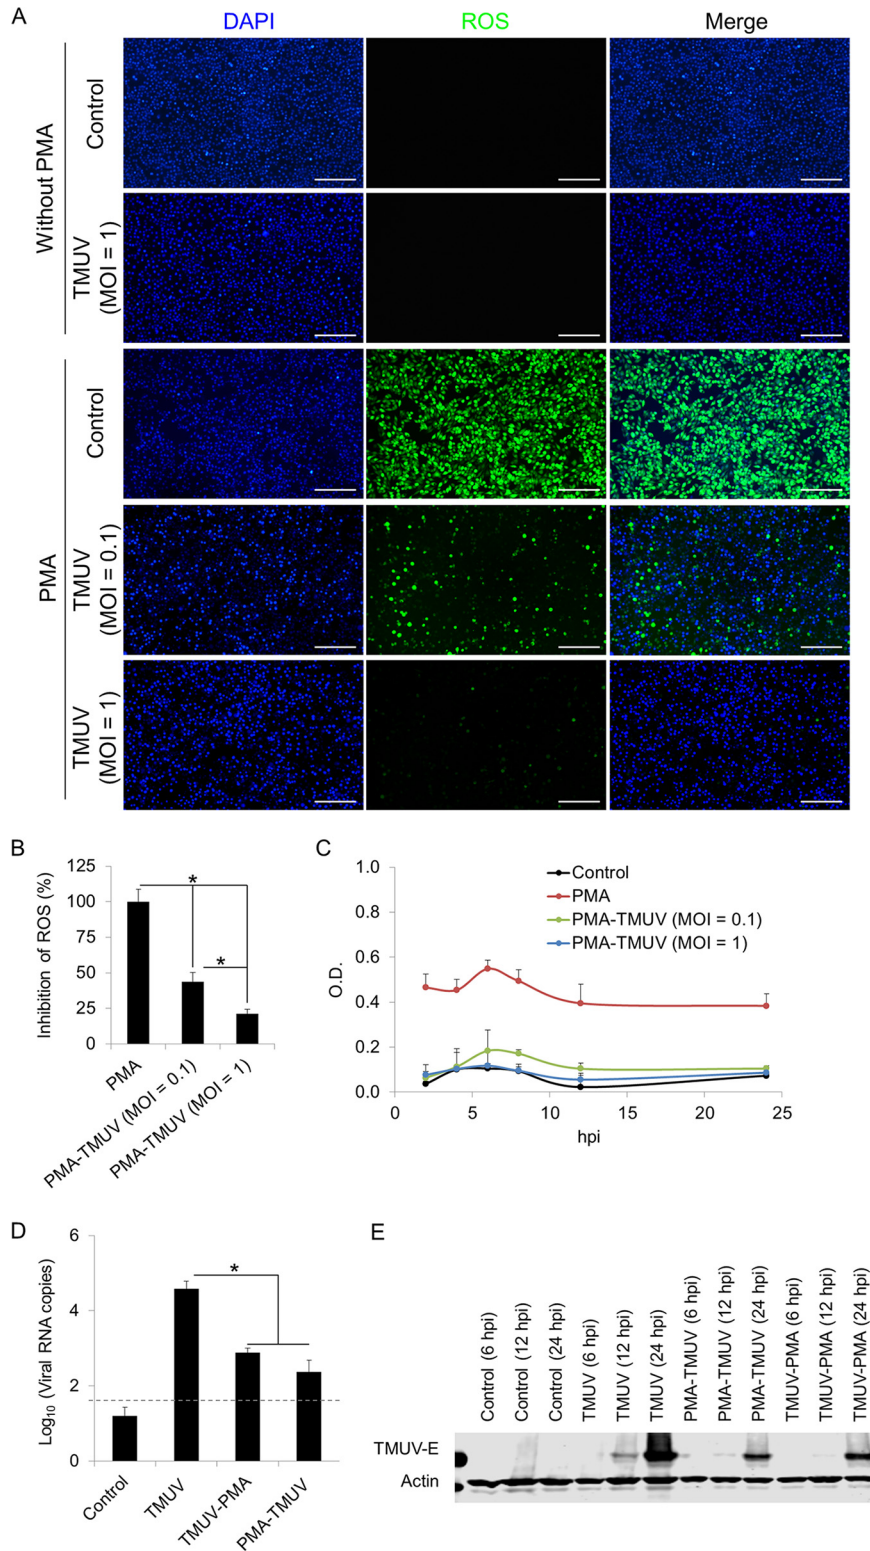 A
DAPI
ROS
Merge
Without PMA
Control
TMUV
(MOI = 1)
PMA
Control
TMUV
(MOI = 0.1)
TMUV
(MOI = 1)
B
Inhibition of ROS (%)
125
100
50
25
0
*
*
PMA
PMA-TMUV (MOI = 0.1)
PMA-TMUV (MOI = 1)
C
O.D.
1.0
0.8
0.6
0.4
0.2
0.0
0
5
10
15
20
25
hpi
Control
PMA
PMA-TMUV (MOI = 0.1)
PMA-TMUV (MOI = 1)
D
Log10 (Viral RNA copies)
6
4
2
0
*
Control
TMUV
TMUV-PMA
PMA-TMUV
E
Control (6 hpi)
Control (12 hpi)
Control (24 hpi)
TMUV (6 hpi)
TMUV (12 hpi)
TMUV (24 hpi)
PMA-TMUV (6 hpi)
PMA-TMUV (12 hpi)
PMA-TMUV (24 hpi)
TMUV-PMA (6 hpi)
TMUV-PMA (12 hpi)
TMUV-PMA (24 hpi)
TMUV-E
Actin